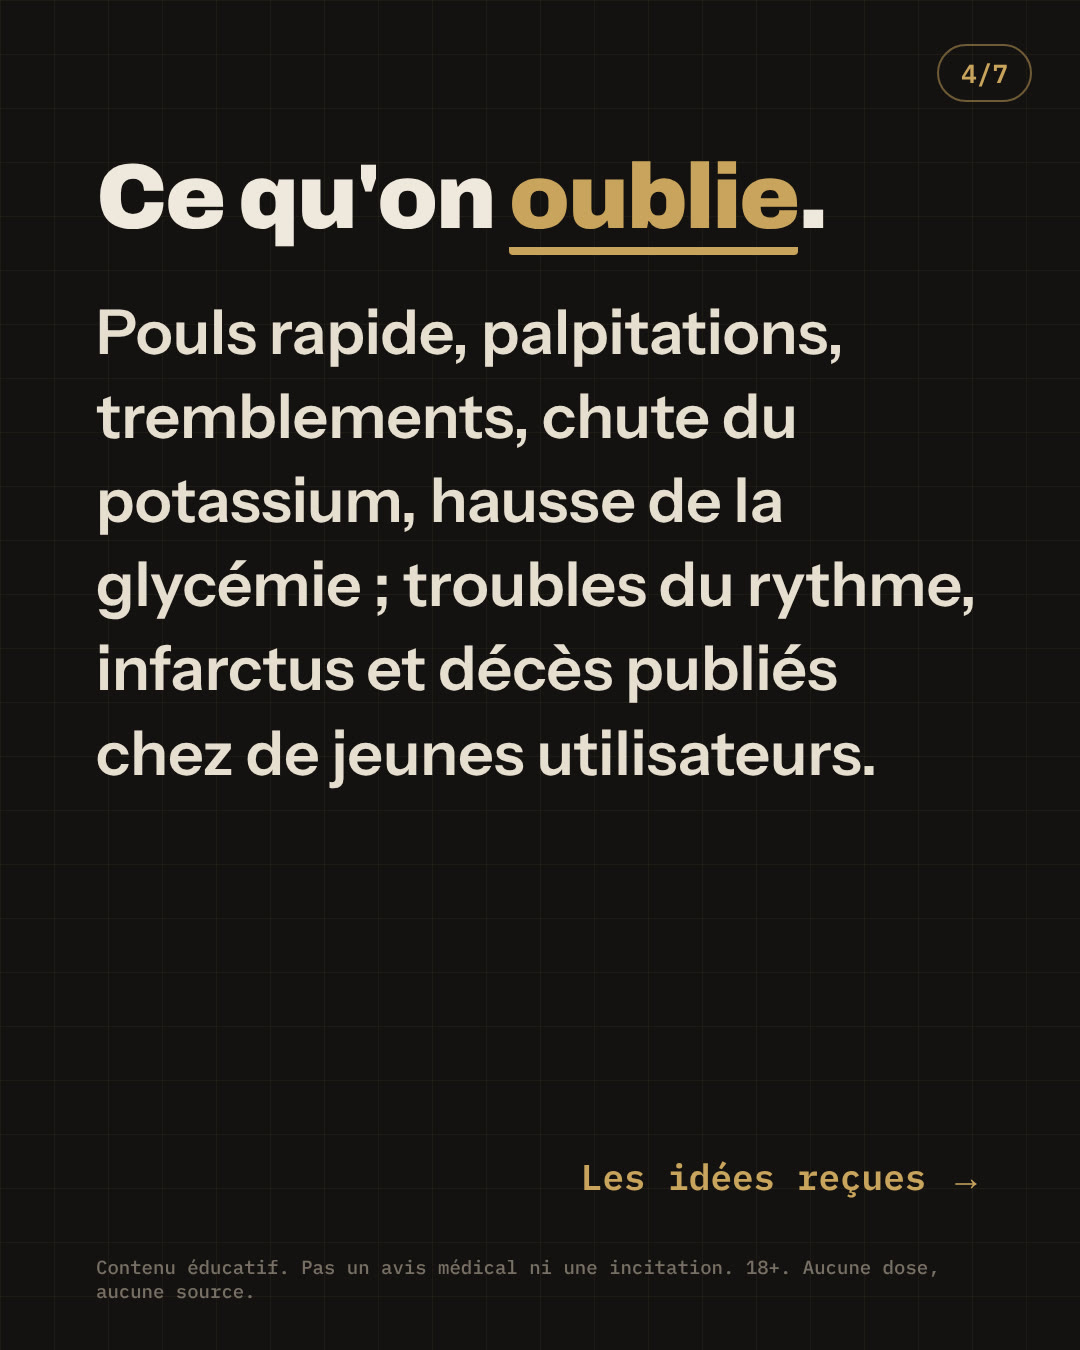 4/7
Ce qu'on oublie.
Pouls rapide, palpitations,
tremblements, chute du
potassium, hausse de la
glycémie ; troubles du rythme,
infarctus et décès publiés
chez de jeunes utilisateurs.
Les idées reçues →
Contenu éducatif. Pas un avis médical ni une incitation. 18+. Aucune dose,
aucune source.